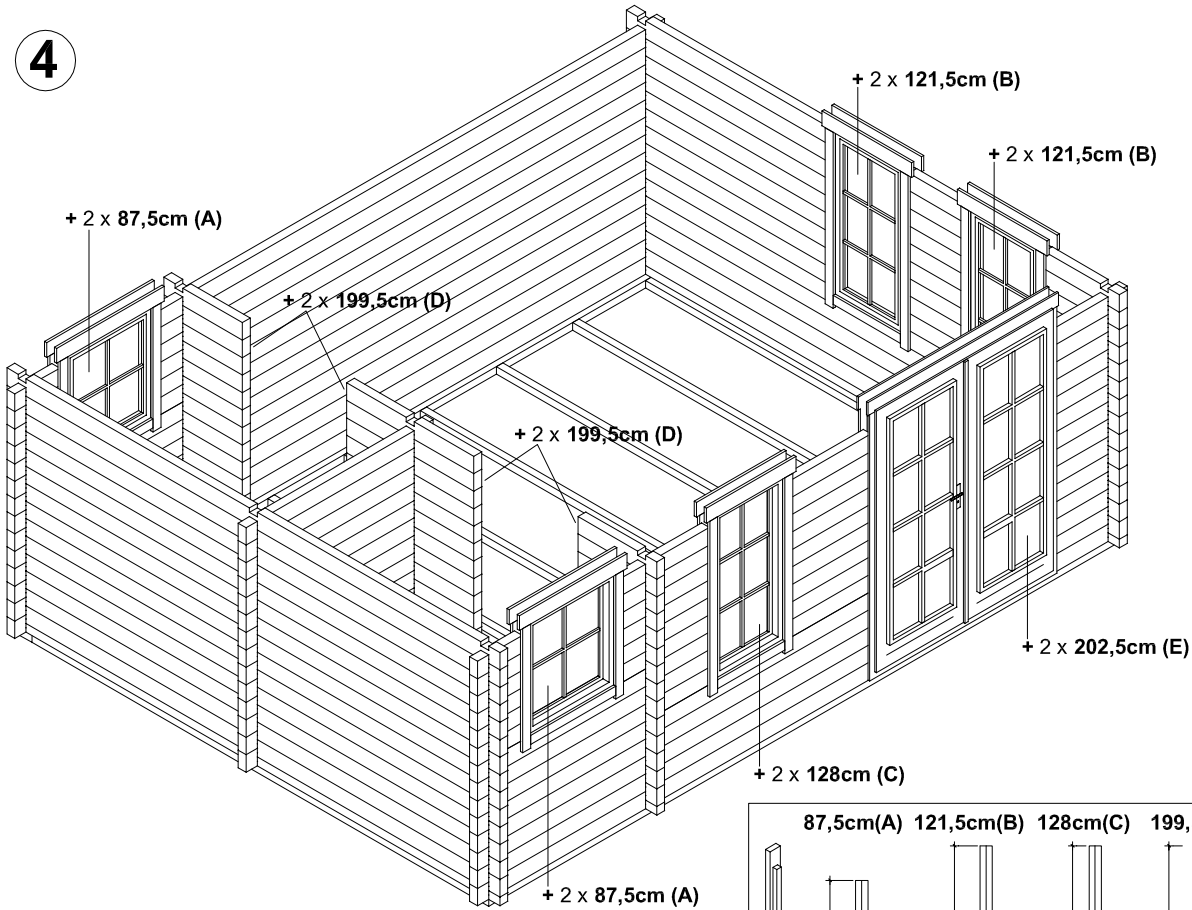 4
+ 2 x 121,5cm (B)
+ 2 x 121,5cm (B)
+ 2 x 87,5cm (A)
+ 2 x 199,5cm (D)
+ 2 x 199,5cm (D)
+ 2 x 202,5cm (E)
+ 2 x 128cm (C)
87,5cm(A) 121,5cm(B) 128cm(C) 199,
+ 2 x 87,5cm (A)